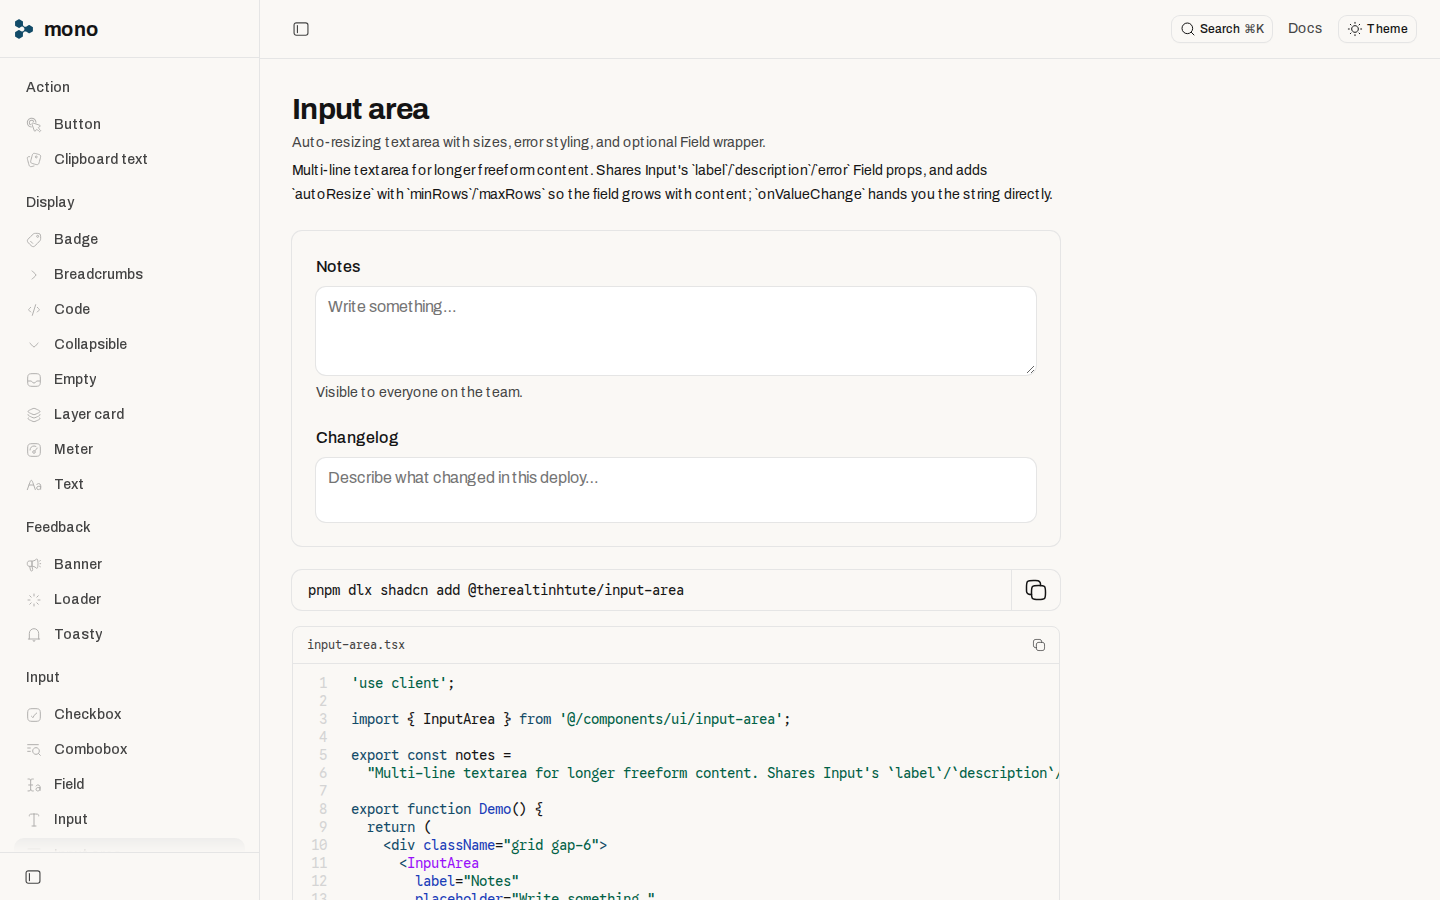 mono
Search ⌘K
Docs
Theme
Action
Button
Clipboard text
Display
Badge
Breadcrumbs
Code
Collapsible
Empty
Layer card
Meter
Text
Feedback
Banner
Loader
Toasty
Input
Checkbox
Combobox
Field
Input
Input area
Auto-resizing textarea with sizes, error styling, and optional Field wrapper.
Multi-line textarea for longer freeform content. Shares Input's `label`/`description`/`error` Field props, and adds
`autoResize` with `minRows`/`maxRows` so the field grows with content; `onValueChange` hands you the string directly.
Notes
Write something...
Visible to everyone on the team.
Changelog
Describe what changed in this deploy...
pnpm dlx shadcn add @therealtinhtute/input-area
input-area.tsx
1 'use client';
2
3 import { InputArea } from '@/components/ui/input-area';
4
5 export const notes =
6 "Multi-line textarea for longer freeform content. Shares Input's `label`/`description`/
7
8 export function Demo() {
9 return (
10 <div className="grid gap-6">
11 <InputArea
12 label="Notes"
13 placeholder="Write something…"